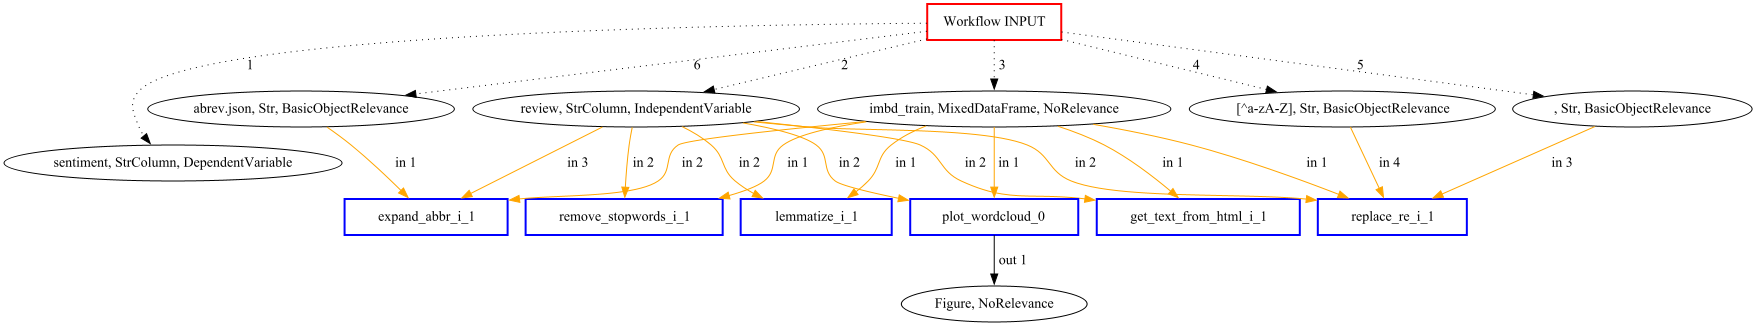 Workflow INPUT
1
6
2
3
4
5
abrev.json, Str, BasicObjectRelevance
review, StrColumn, IndependentVariable
imbd_train, MixedDataFrame, NoRelevance
[^a-zA-Z], Str, BasicObjectRelevance
, Str, BasicObjectRelevance
sentiment, StrColumn, DependentVariable
in 1
in 3
in 2
in 2
in 2
in 1
in 2
in 1
in 1
in 2
in 2
in 1
in 1
in 4
in 3
expand_abbr_i_1
remove_stopwords_i_1
lemmatize_i_1
plot_wordcloud_0
get_text_from_html_i_1
replace_re_i_1
out 1
Figure, NoRelevance